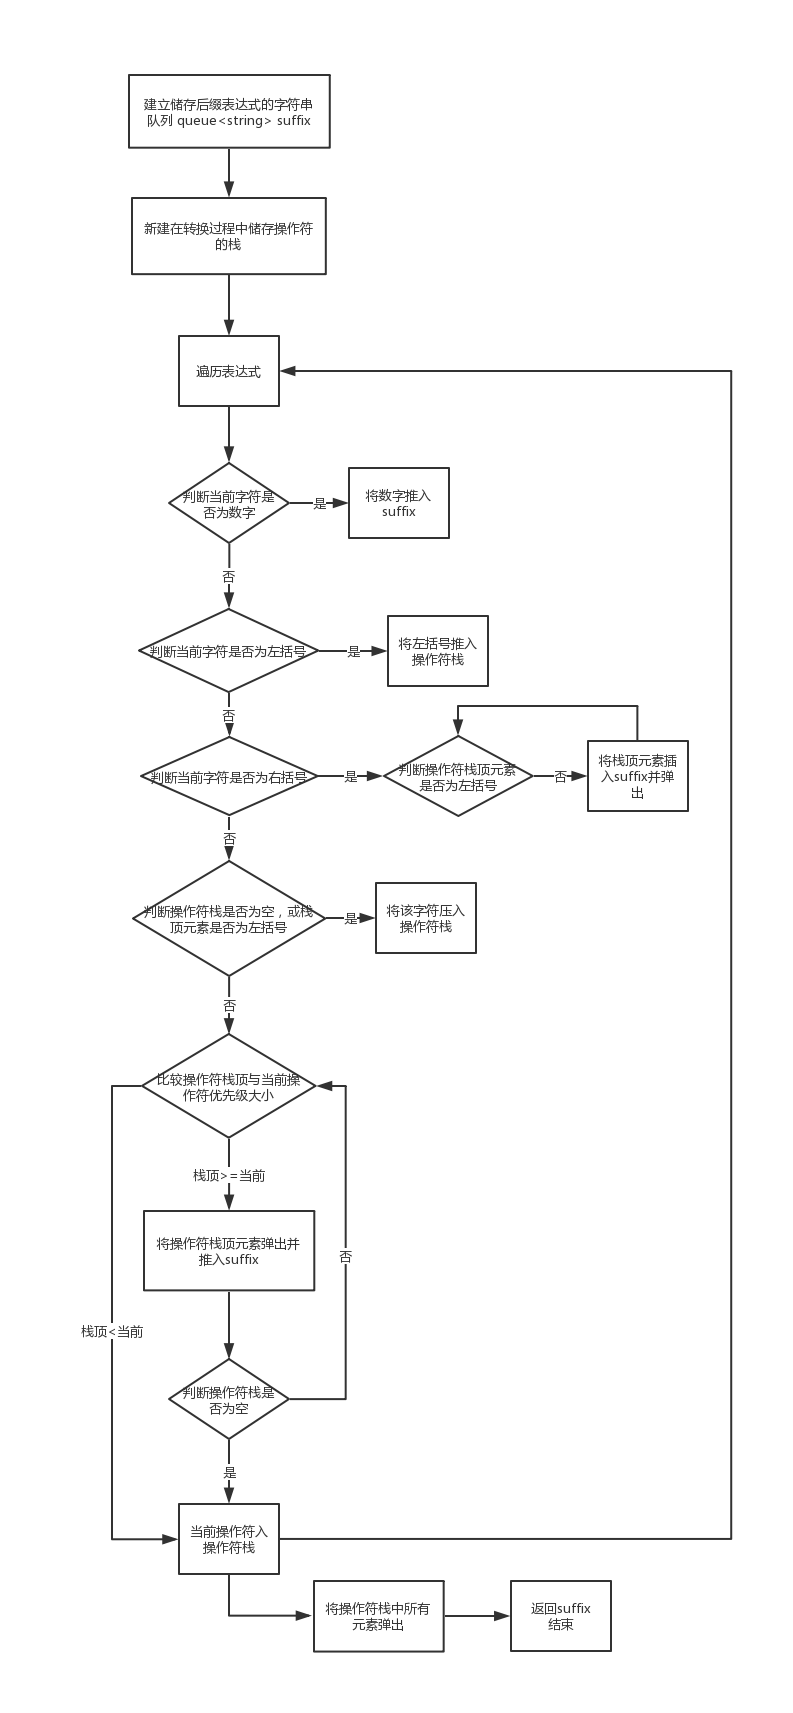 建立储存后缀表达式的字符串
队列 queue<string> suffix
新建在转换过程中储存操作符
的栈
遍历表达式
判断当前字符是
否为数字
是
将数字推入
suffix
否
判断当前字符是否为左括号
是
将左括号推入
操作符栈
否
判断当前字符是否为右括号
是
判断操作符栈顶元素
是否为左括号
否
将栈顶元素插
入suffix并弹
出
否
判断操作符栈是否为空，或栈
顶元素是否为左括号
是
将该字符压入
操作符栈
否
比较操作符栈顶与当前操
作符优先级大小
栈顶>=当前
将操作符栈顶元素弹出并
推入suffix
否
栈顶<当前
判断操作符栈是
否为空
是
当前操作符入
操作符栈
将操作符栈中所有
元素弹出
返回suffix
结束